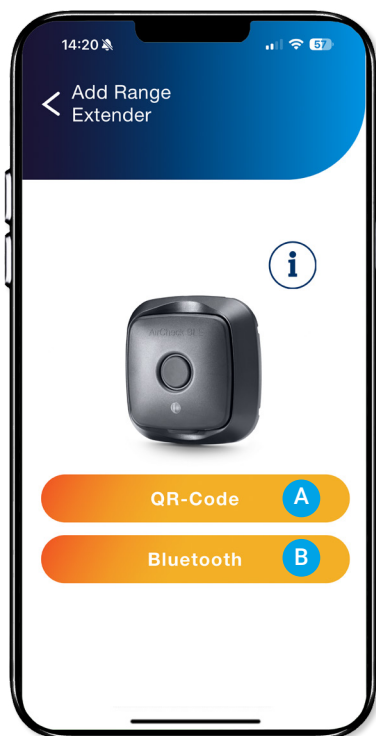 14:20
57
Add Range
Extender
i
QR-Code
A
Bluetooth
B